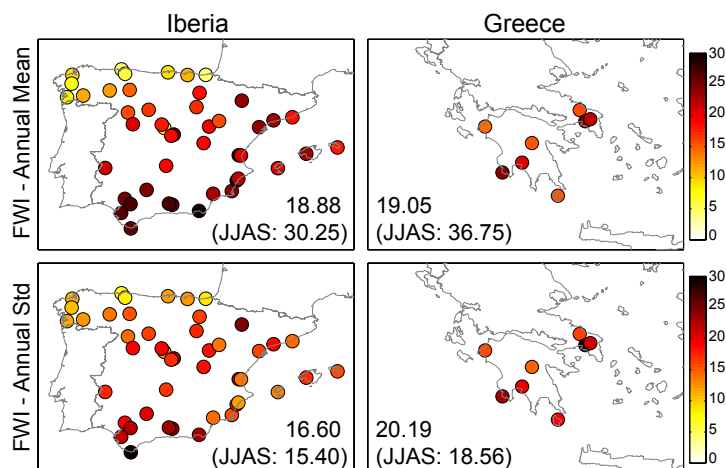 Iberia
Greece
FWI - Annual Mean
18.88
(JJAS: 30.25)
19.05
(JJAS: 36.75)
30
25
20
15
10
5
0
FWI - Annual Std
16.60
(JJAS: 15.40)
20.19
(JJAS: 18.56)
30
25
20
15
10
5
0